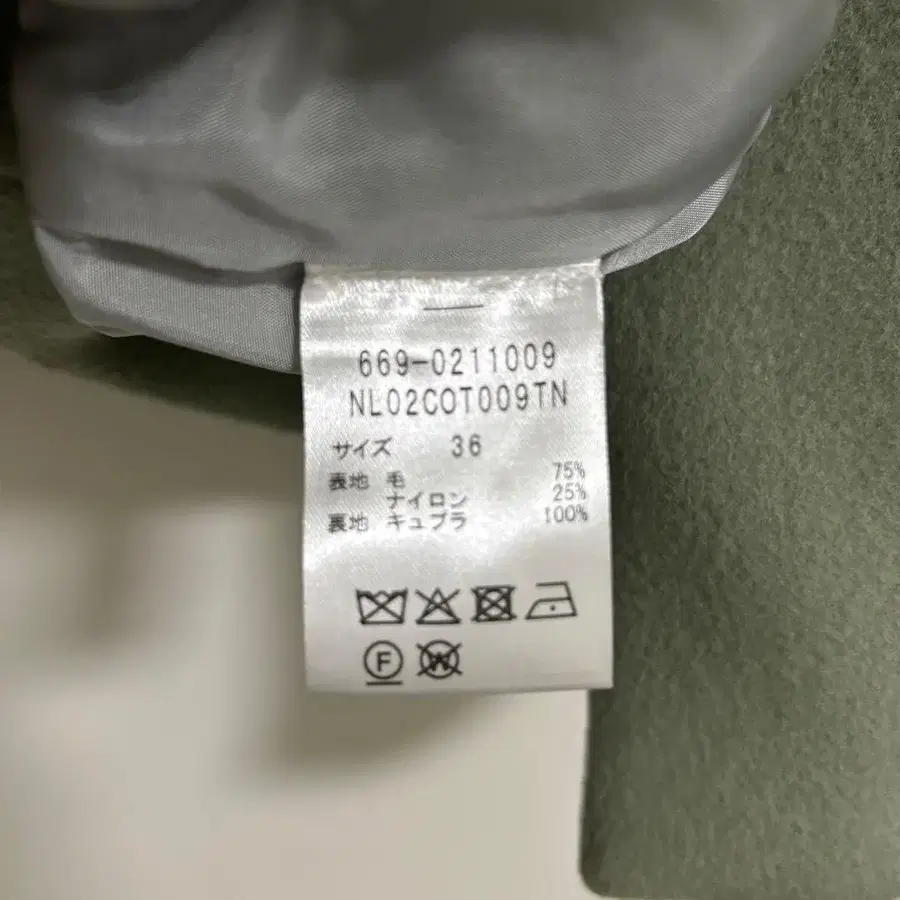 669-0211009
NL02COT009TN
サイズ 36
表地 毛 75%
ナイロン 25%
裏地 キュプラ 100%
F W